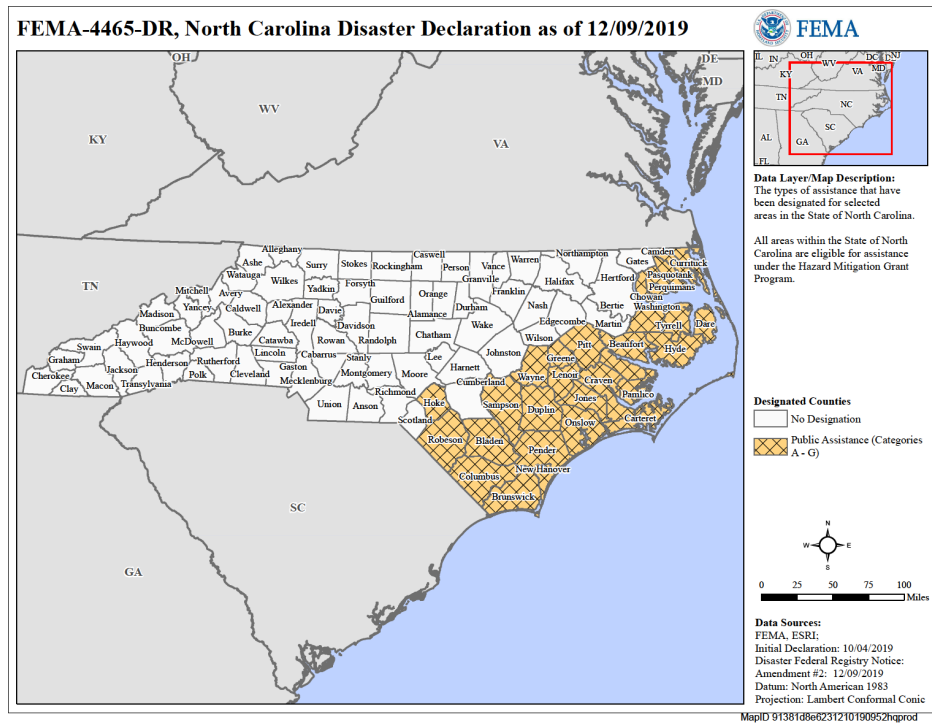 FEMA-4465-DR, North Carolina Disaster Declaration as of 12/09/2019
FEMA
OH
WV
KY
VA
DE
MD
TN
SC
GA
Alleghany
Ashe
Surry
Stokes
Rockingham
Caswell
Person
Vance
Granville
Warren
Northampton
Gates
Camden
Currituck
Pasquotank
Perquimans
Chowan
Hertford
Halifax
Bertie
Washington
Watauga
Wilkes
Yadkin
Forsyth
Guilford
Orange
Alamance
Durham
Franklin
Nash
Edgecombe
Martin
Tyrrell
Dare
Mitchell
Avery
Yancey
Caldwell
Alexander
Davie
Iredell
Davidson
Madison
Buncombe
McDowell
Burke
Catawba
Rowan
Randolph
Chatham
Wake
Wilson
Pitt
Beaufort
Hyde
Swain
Haywood
Graham
Jackson
Henderson
Rutherford
Lincoln
Cabarrus
Stanly
Lee
Johnston
Greene
Cherokee
Macon
Clay
Transylvania
Polk
Cleveland
Gaston
Mecklenburg
Montgomery
Moore
Harnett
Wayne
Lenoir
Craven
Pamlico
Union
Anson
Richmond
Scotland
Hoke
Cumberland
Sampson
Duplin
Jones
Onslow
Carteret
Robeson
Bladen
Pender
Columbus
New Hanover
Brunswick
IL
IN
OH
WV
DC
NJ
MD
KY
VA
TN
NC
SC
AL
GA
FL
Data Layer/Map Description:
The types of assistance that have
been designated for selected
areas in the State of North Carolina.
All areas within the State of North
Carolina are eligible for assistance
under the Hazard Mitigation Grant
Program.
Designated Counties
No Designation
Public Assistance (Categories
A - G)
N
W
E
S
0 25 50 75 100
Miles
Data Sources:
FEMA, ESRI;
Initial Declaration: 10/04/2019
Disaster Federal Registry Notice:
Amendment #2: 12/09/2019
Datum: North American 1983
Projection: Lambert Conformal Conic
MapID 91381d8e6231210190952hqprod